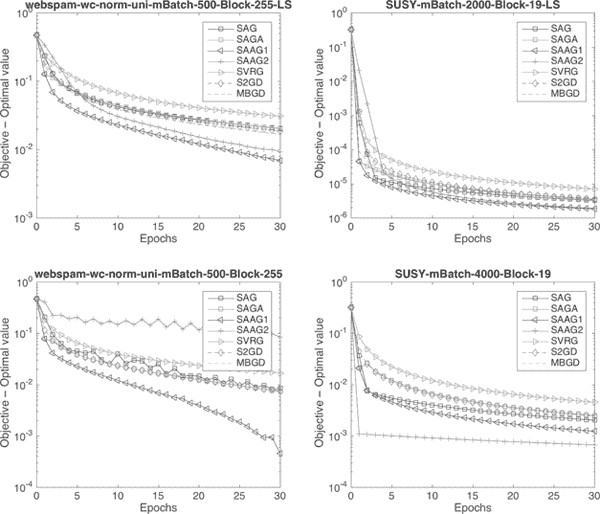 webspam-wc-norm-uni-mBatch-500-Block-255-LS
Objective − Optimal value
10^0
10^-1
10^-2
10^-3
0 5 10 15 20 25 30
Epochs
SAG
SAGA
SAAG1
SAAG2
SVRG
S2GD
MBGD
SUSY-mBatch-2000-Block-19-LS
Objective − Optimal value
10^0
10^-1
10^-2
10^-3
10^-4
10^-5
10^-6
0 5 10 15 20 25 30
Epochs
SAG
SAGA
SAAG1
SAAG2
SVRG
S2GD
MBGD
webspam-wc-norm-uni-mBatch-500-Block-255
Objective − Optimal value
10^0
10^-1
10^-2
10^-3
10^-4
0 5 10 15 20 25 30
Epochs
SAG
SAGA
SAAG1
SAAG2
SVRG
S2GD
MBGD
SUSY-mBatch-4000-Block-19
Objective − Optimal value
10^0
10^-1
10^-2
10^-3
10^-4
0 5 10 15 20 25 30
Epochs
SAG
SAGA
SAAG1
SAAG2
SVRG
S2GD
MBGD